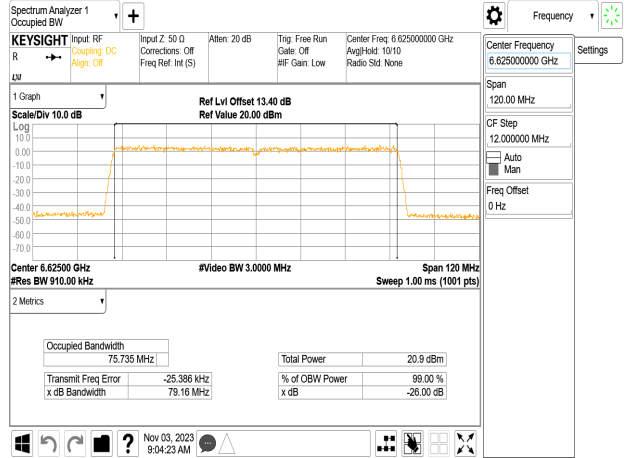 Spectrum Analyzer 1
Occupied BW
Frequency
KEYSIGHT
R
Input: RF
Coupling: DC
Align: Off
Input Z: 50 Ω
Corrections: Off
Freq Ref: Int (S)
Atten: 20 dB
Trig: Free Run
Gate: Off
#IF Gain: Low
Center Freq: 6.625000000 GHz
Avg|Hold: 10/10
Radio Std: None
LXI
Center Frequency
6.625000000 GHz
Settings
Span
120.00 MHz
CF Step
12.000000 MHz
Auto
Man
Freq Offset
0 Hz
1 Graph
Scale/Div 10.0 dB
Ref Lvl Offset 13.40 dB
Ref Value 20.00 dBm
Log
10.0
0.00
-10.0
-20.0
-30.0
-40.0
-50.0
-60.0
-70.0
Center 6.62500 GHz
#Res BW 910.00 kHz
#Video BW 3.0000 MHz
Span 120 MHz
Sweep 1.00 ms (1001 pts)
2 Metrics
Occupied Bandwidth
75.735 MHz
Total Power 20.9 dBm
Transmit Freq Error -25.386 kHz
% of OBW Power 99.00 %
x dB Bandwidth 79.16 MHz
x dB -26.00 dB
Nov 03, 2023
9:04:23 AM